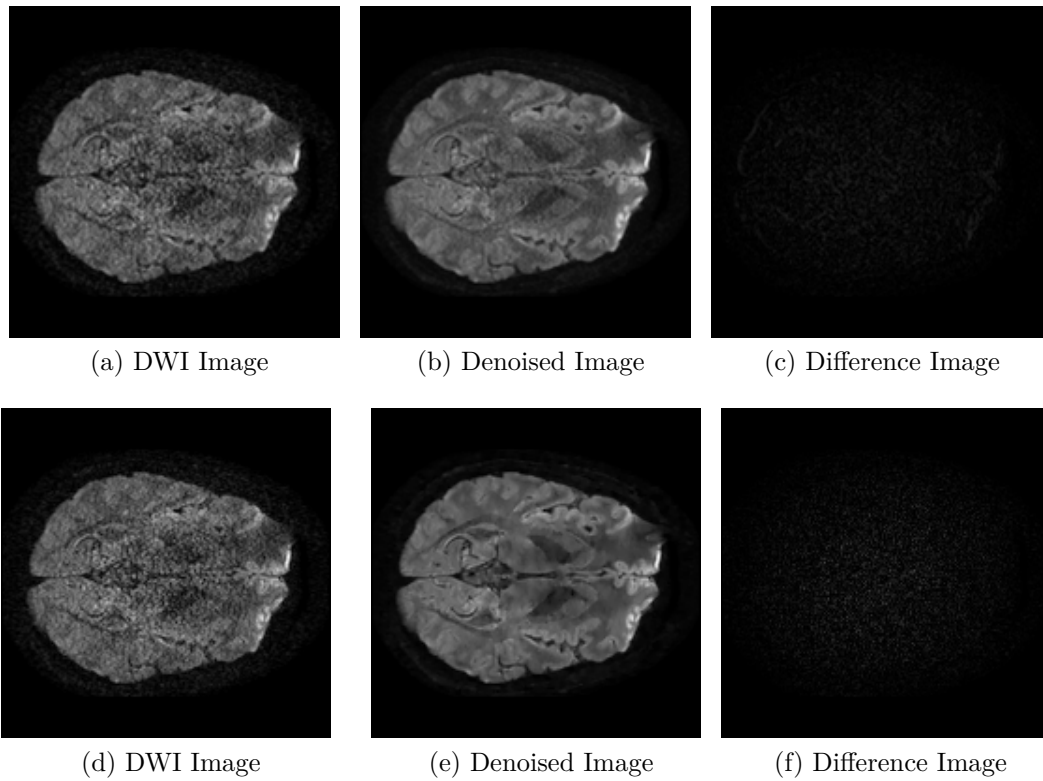 (a) DWI Image
(b) Denoised Image
(c) Difference Image
(d) DWI Image
(e) Denoised Image
(f) Difference Image